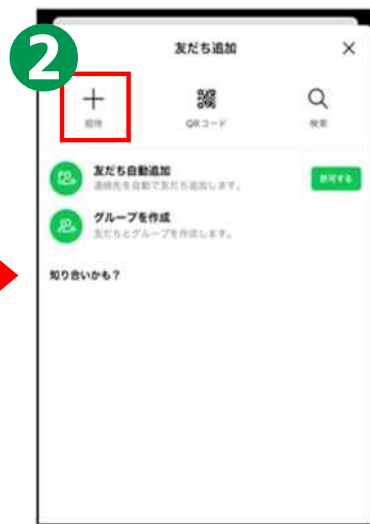 2
友だち追加
招待
QRコード
検索
友だち自動追加
許可する
連絡先を自動で友だち追加します。
グループを作成
友だちとグループを作成します。
知り合いかも？